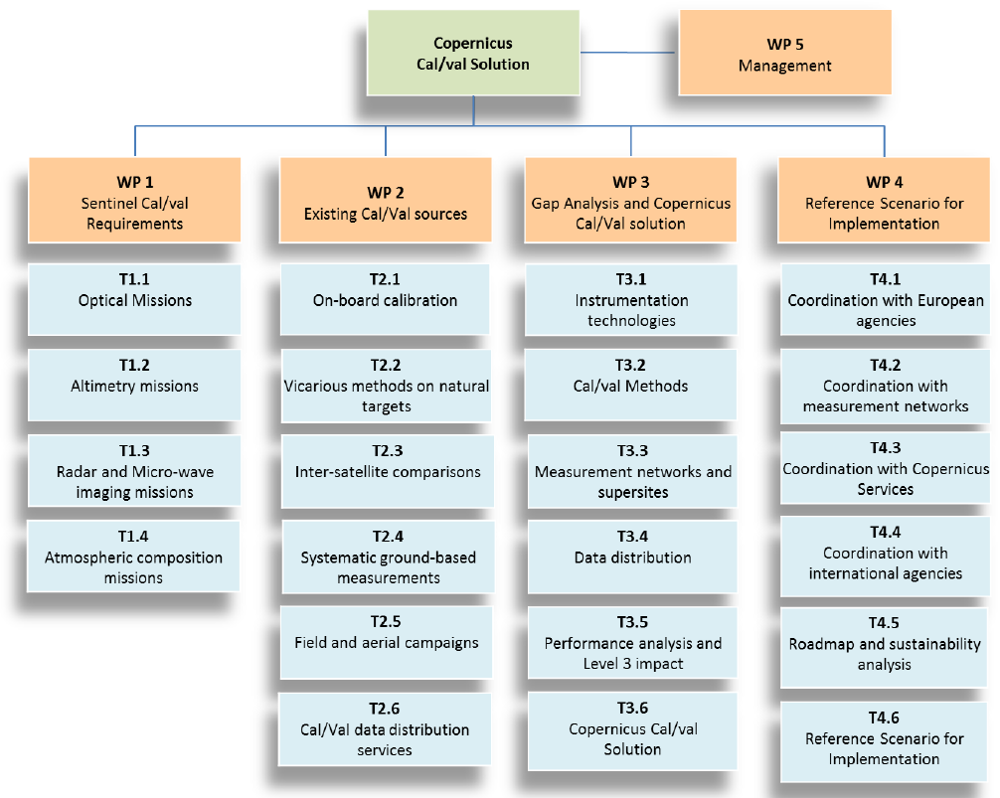 Copernicus
Cal/val Solution
WP 5
Management
WP 1
Sentinel Cal/val
Requirements
T1.1
Optical Missions
T1.2
Altimetry missions
T1.3
Radar and Micro-wave
imaging missions
T1.4
Atmospheric composition
missions
WP 2
Existing Cal/Val sources
T2.1
On-board calibration
T2.2
Vicarious methods on natural
targets
T2.3
Inter-satellite comparisons
T2.4
Systematic ground-based
measurements
T2.5
Field and aerial campaigns
T2.6
Cal/Val data distribution
services
WP 3
Gap Analysis and Copernicus
Cal/Val solution
T3.1
Instrumentation
technologies
T3.2
Cal/val Methods
T3.3
Measurement networks and
supersites
T3.4
Data distribution
T3.5
Performance analysis and
Level 3 impact
T3.6
Copernicus Cal/val
Solution
WP 4
Reference Scenario for
Implementation
T4.1
Coordination with European
agencies
T4.2
Coordination with
measurement networks
T4.3
Coordination with Copernicus
Services
T4.4
Coordination with
international agencies
T4.5
Roadmap and sustainability
analysis
T4.6
Reference Scenario for
Implementation